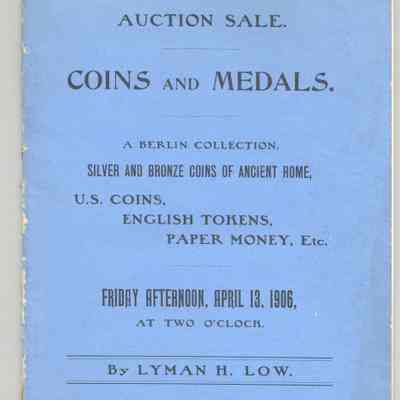 AUCTION SALE.
COINS AND MEDALS.
A BERLIN COLLECTION.
SILVER AND BRONZE COINS OF ANCIENT ROME,
U.S. COINS,
ENGLISH TOKENS,
PAPER MONEY, Etc.
FRIDAY AFTERNOON, APRIL 13, 1906,
AT TWO O'CLOCK.
By LYMAN H. LOW.